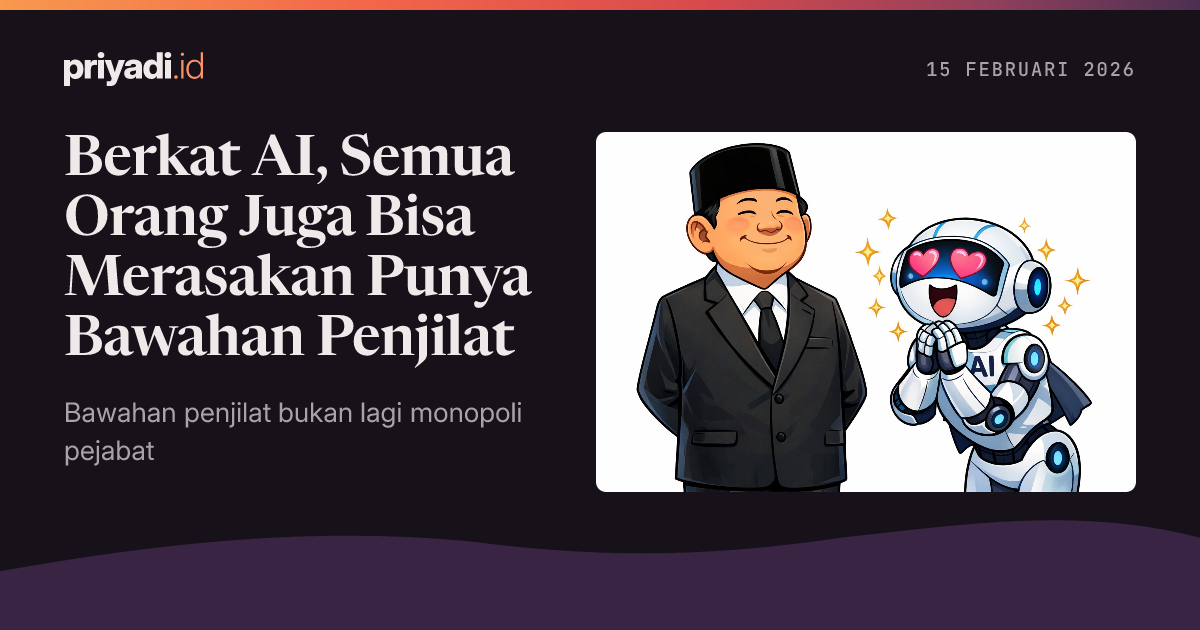 priyadi.id
15 FEBRUARI 2026
Berkat AI, Semua
Orang Juga Bisa
Merasakan Punya
Bawahan Penjilat
Bawahan penjilat bukan lagi monopoli
pejabat
AI